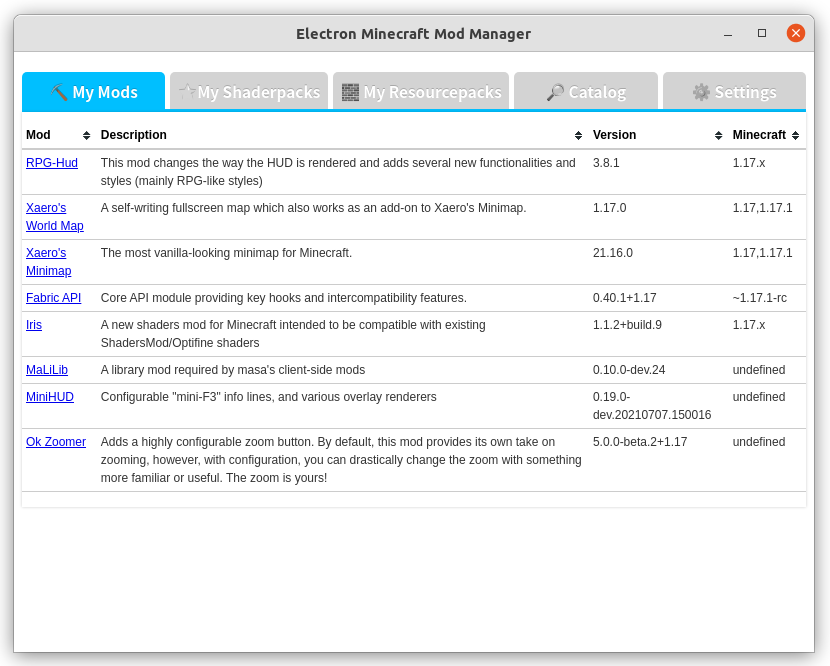 Electron Minecraft Mod Manager
My Mods My Shaderpacks My Resourcepacks Catalog Settings
Mod Description Version Minecraft
RPG-Hud This mod changes the way the HUD is rendered and adds several new functionalities and 3.8.1 1.17.x
styles (mainly RPG-like styles)
Xaero's A self-writing fullscreen map which also works as an add-on to Xaero's Minimap. 1.17.0 1.17,1.17.1
World Map
Xaero's The most vanilla-looking minimap for Minecraft. 21.16.0 1.17,1.17.1
Minimap
Fabric API Core API module providing key hooks and intercompatibility features. 0.40.1+1.17 ~1.17.1-rc
Iris A new shaders mod for Minecraft intended to be compatible with existing 1.1.2+build.9 1.17.x
ShadersMod/Optifine shaders
MaLiLib A library mod required by masa's client-side mods 0.10.0-dev.24 undefined
MiniHUD Configurable "mini-F3" info lines, and various overlay renderers 0.19.0- undefined
dev.20210707.150016
Ok Zoomer Adds a highly configurable zoom button. By default, this mod provides its own take on 5.0.0-beta.2+1.17 undefined
zooming, however, with configuration, you can drastically change the zoom with something
more familiar or useful. The zoom is yours!